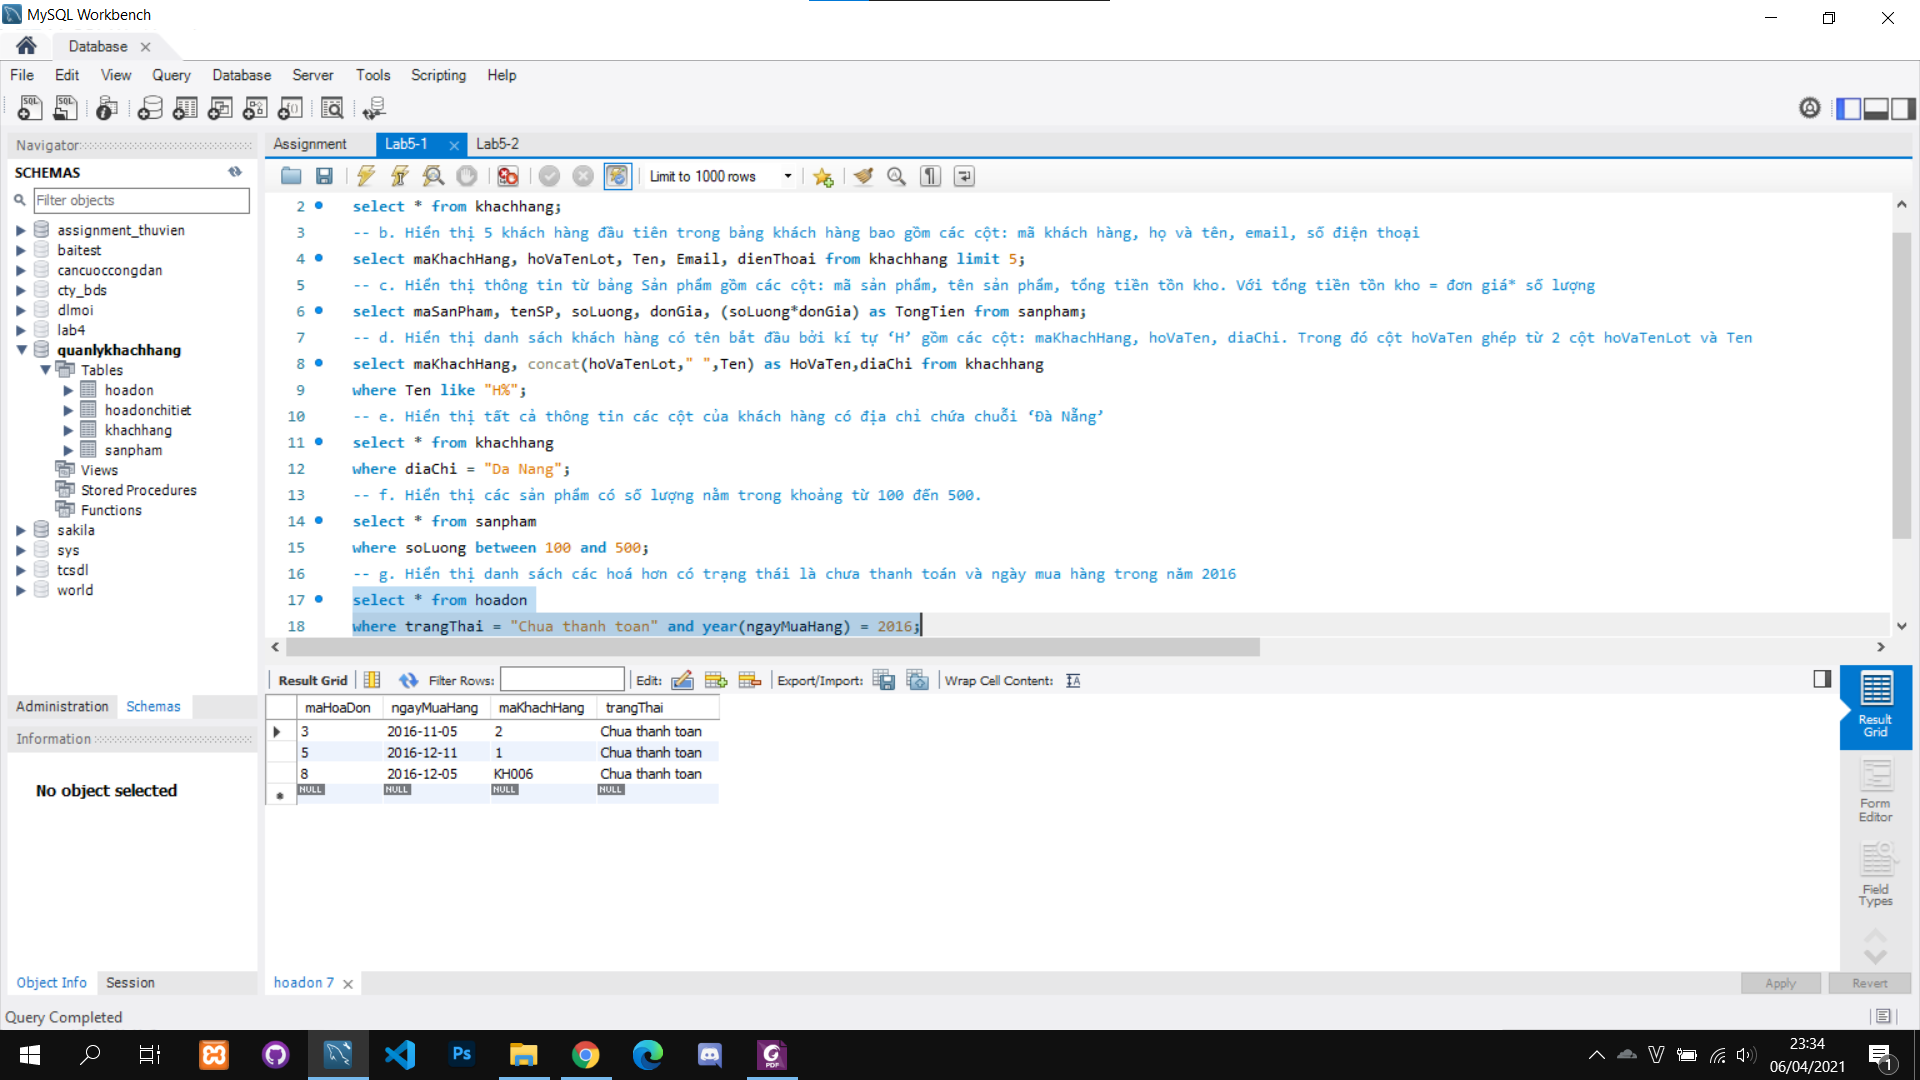 MySQL Workbench
Database
File Edit View Query Database Server Tools Scripting Help
Navigator
SCHEMAS
Filter objects
assignment_thuvien
baitest
cancuoccongdan
cty_bds
dlmoi
lab4
quanlykhachhang
Tables
hoadon
hoadonchitiet
khachhang
sanpham
Views
Stored Procedures
Functions
sakila
sys
tcsdl
world
Administration Schemas
Information
No object selected
Object Info Session
Assignment Lab5-1 Lab5-2
Limit to 1000 rows
2 select * from khachhang;
3 -- b. Hiển thị 5 khách hàng đầu tiên trong bảng khách hàng bao gồm các cột: mã khách hàng, họ và tên, email, số điện thoại
4 select maKhachHang, hoVaTenLot, Ten, Email, dienThoai from khachhang limit 5;
5 -- c. Hiển thị thông tin từ bảng Sản phẩm gồm các cột: mã sản phẩm, tên sản phẩm, tổng tiền tồn kho. Với tổng tiền tồn kho = đơn giá* số lượng
6 select maSanPham, tenSP, soLuong, donGia, (soLuong*donGia) as TongTien from sanpham;
7 -- d. Hiển thị danh sách khách hàng có tên bắt đầu bởi kí tự ‘H’ gồm các cột: maKhachHang, hoVaTen, diaChi. Trong đó cột hoVaTen ghép từ 2 cột hoVaTenLot và Ten
8 select maKhachHang, concat(hoVaTenLot," ",Ten) as HoVaTen,diaChi from khachhang
9 where Ten like "H%";
10 -- e. Hiển thị tất cả thông tin các cột của khách hàng có địa chỉ chứa chuỗi ‘Đà Nẵng’
11 select * from khachhang
12 where diaChi = "Da Nang";
13 -- f. Hiển thị các sản phẩm có số lượng nằm trong khoảng từ 100 đến 500.
14 select * from sanpham
15 where soLuong between 100 and 500;
16 -- g. Hiển thị danh sách các hoá hơn có trạng thái là chưa thanh toán và ngày mua hàng trong năm 2016
17 select * from hoadon
18 where trangThai = "Chua thanh toan" and year(ngayMuaHang) = 2016;
Result Grid Filter Rows: Edit: Export/Import: Wrap Cell Content:
maHoaDon ngayMuaHang maKhachHang trangThai
3 2016-11-05 2 Chua thanh toan
5 2016-12-11 1 Chua thanh toan
8 2016-12-05 KH006 Chua thanh toan
NULL NULL NULL NULL
Result
Grid
Form
Editor
Field
Types
hoadon 7
Apply Revert
Query Completed
23:34
06/04/2021
1